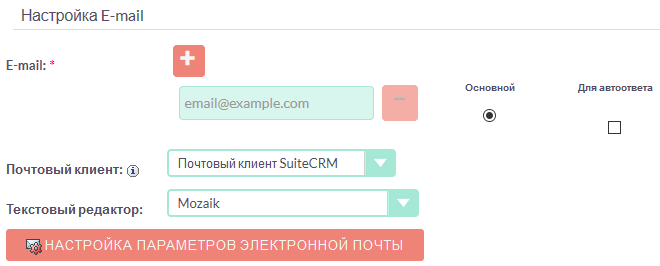 Настройка E-mail
E-mail: *
Основной Для автоответа
email@example.com
Почтовый клиент: Почтовый клиент SuiteCRM
Текстовый редактор: Mozaik
НАСТРОЙКА ПАРАМЕТРОВ ЭЛЕКТРОННОЙ ПОЧТЫ